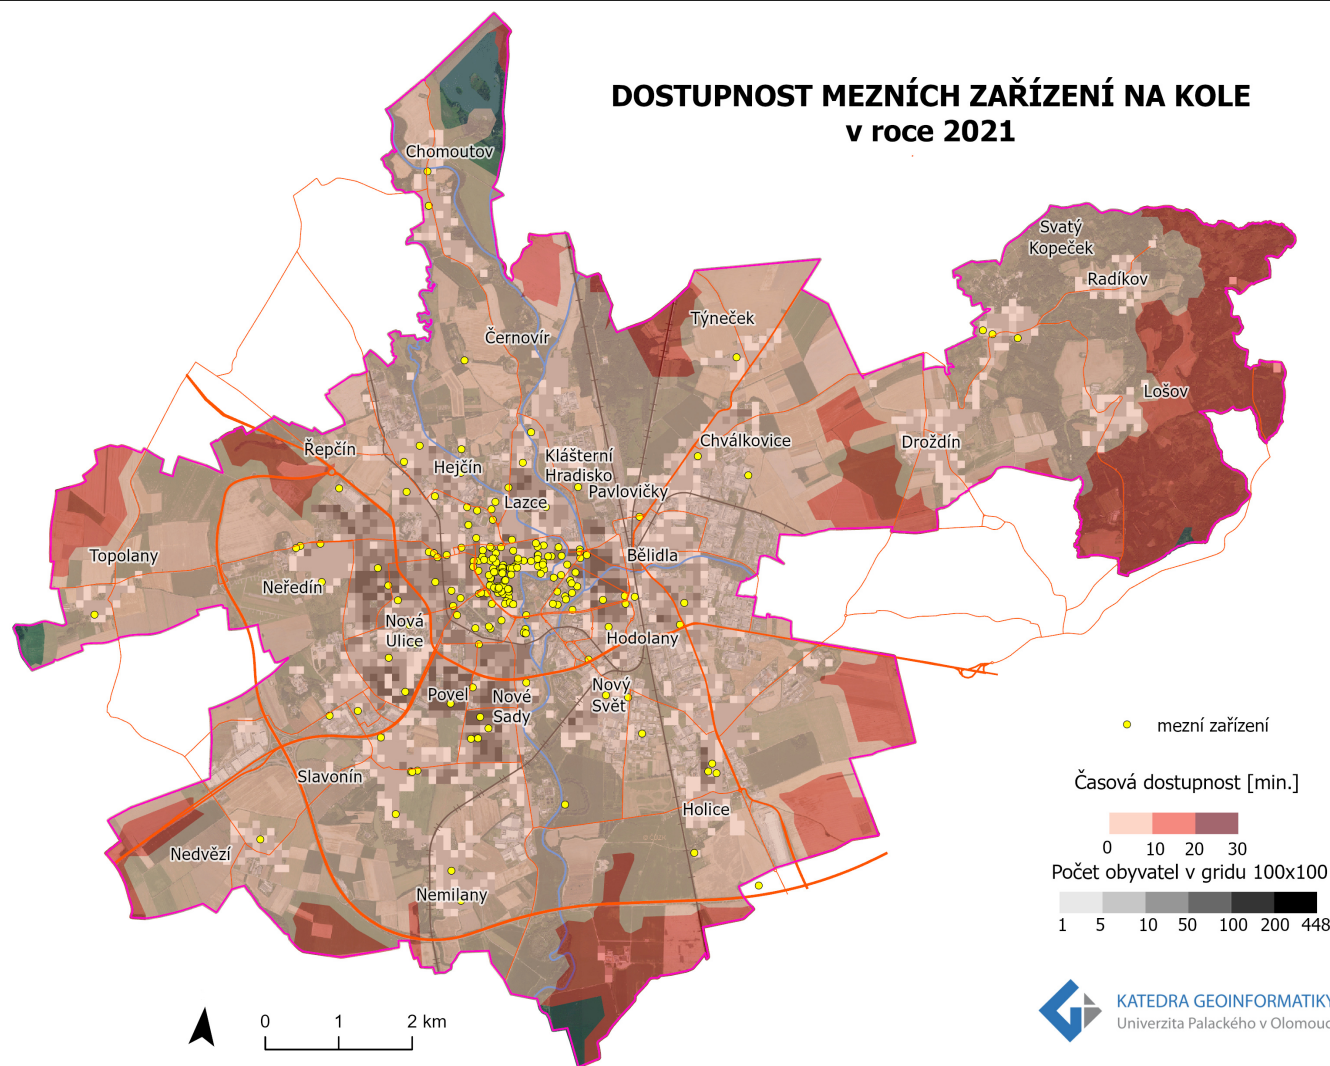 DOSTUPNOST MEZNÍCH ZAŘÍZENÍ NA KOLE
v roce 2021
Chomoutov
Svatý
Kopeček
Radíkov
Týneček
Černovír
Lošov
Droždín
Chválkovice
Řepčín
Hejčín
Klášterní
Hradisko
Pavlovičky
Lazce
Topolany
Bělidla
Neředín
Nová
Ulice
Hodolany
Povel
Nové
Sady
Nový
Svět
Slavonín
Holice
Nedvězí
Nemilany
mezní zařízení
Časová dostupnost [min.]
0 10 20 30
Počet obyvatel v gridu 100x100
1 5 10 50 100 200 448
0 1 2 km
KATEDRA GEOINFORMATIKY
Univerzita Palackého v Olomouc